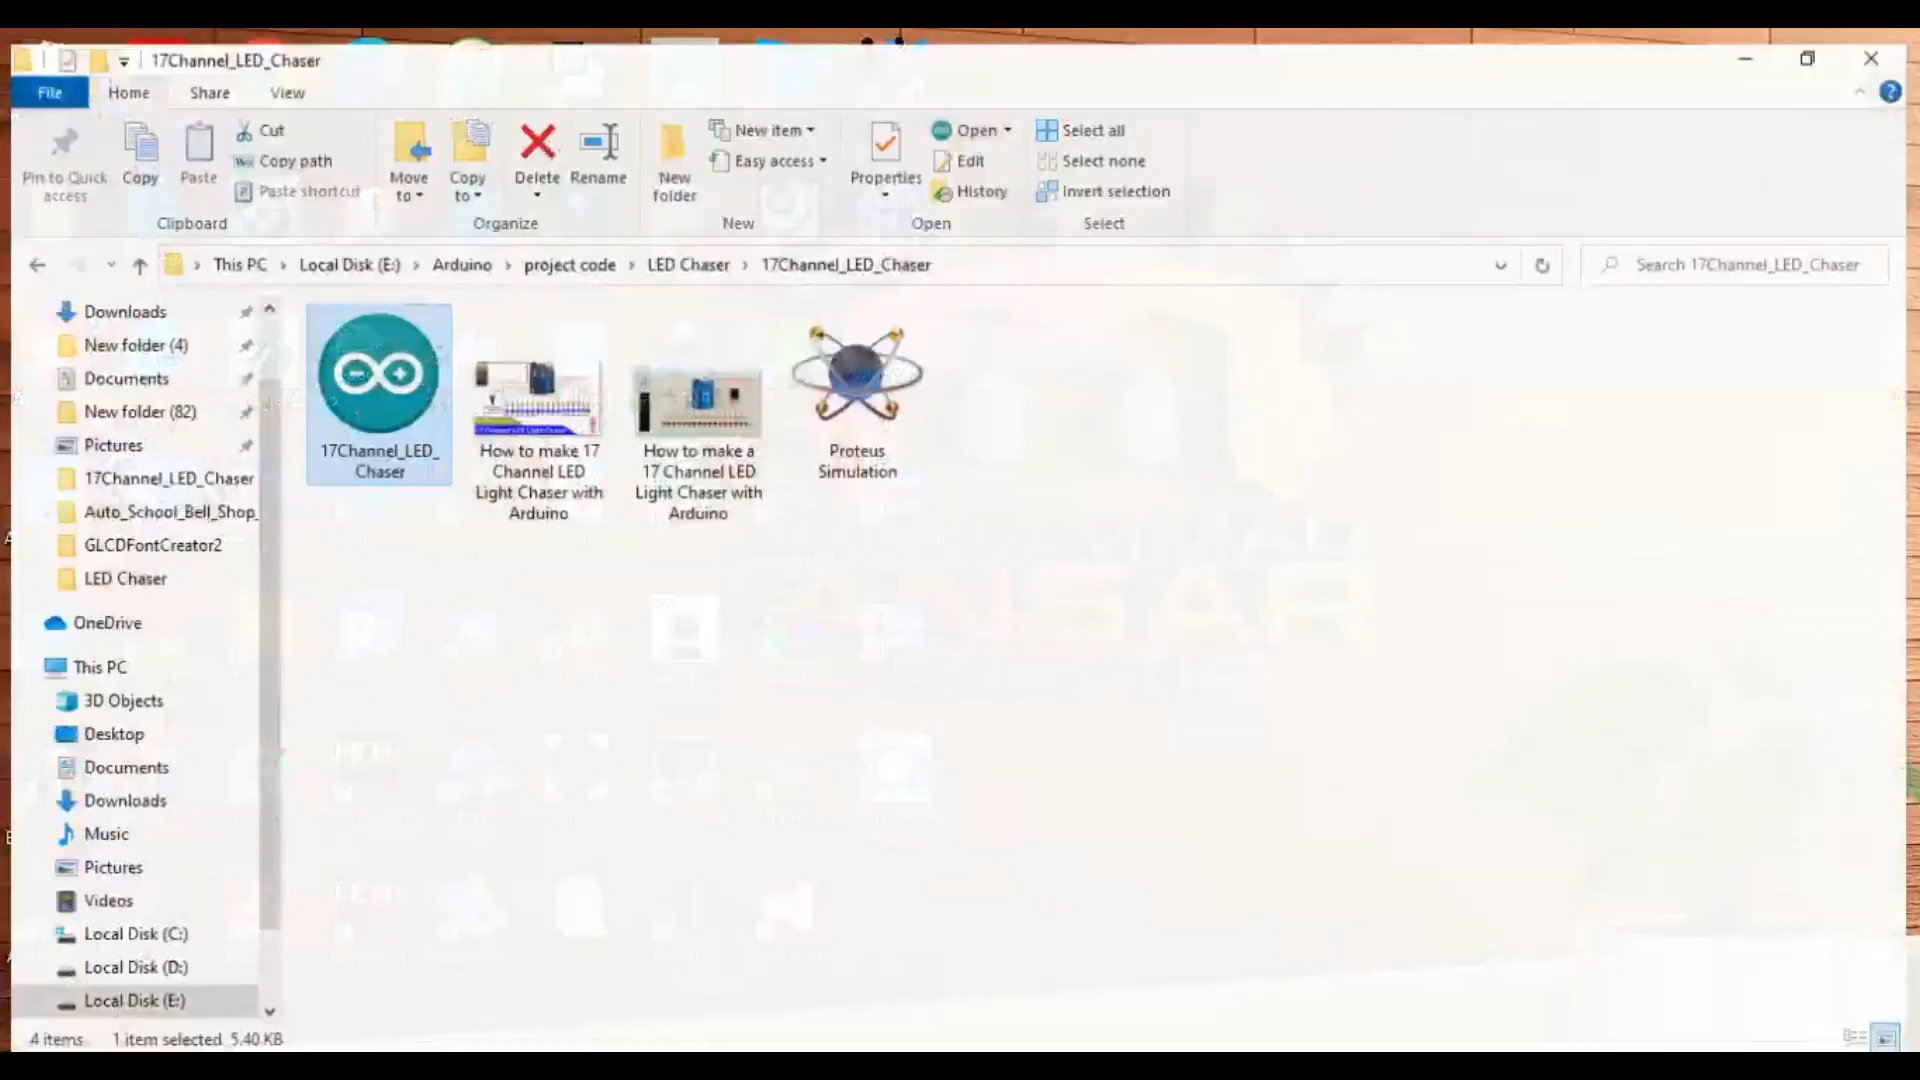 17Channel_LED_Chaser
File Home Share View
Pin to Quick access
Copy
Paste
Cut
Copy path
Paste shortcut
Clipboard
Move to
Copy to
Delete
Rename
Organize
New folder
New item
Easy access
New
Properties
Open
Edit
History
Open
Select all
Select none
Invert selection
Select
This PC › Local Disk (E:) › Arduino › project code › LED Chaser › 17Channel_LED_Chaser
Search 17Channel_LED_Chaser
Downloads
New folder (4)
Documents
New folder (82)
Pictures
17Channel_LED_Chaser
Auto_School_Bell_Shop_
GLCDFontCreator2
LED Chaser
OneDrive
This PC
3D Objects
Desktop
Documents
Downloads
Music
Pictures
Videos
Local Disk (C:)
Local Disk (D:)
Local Disk (E:)
17Channel_LED_
Chaser
How to make 17
Channel LED
Light Chaser with
Arduino
How to make a
17 Channel LED
Light Chaser with
Arduino
Proteus
Simulation
ANSAR
4 items 1 item selected 5.40 KB